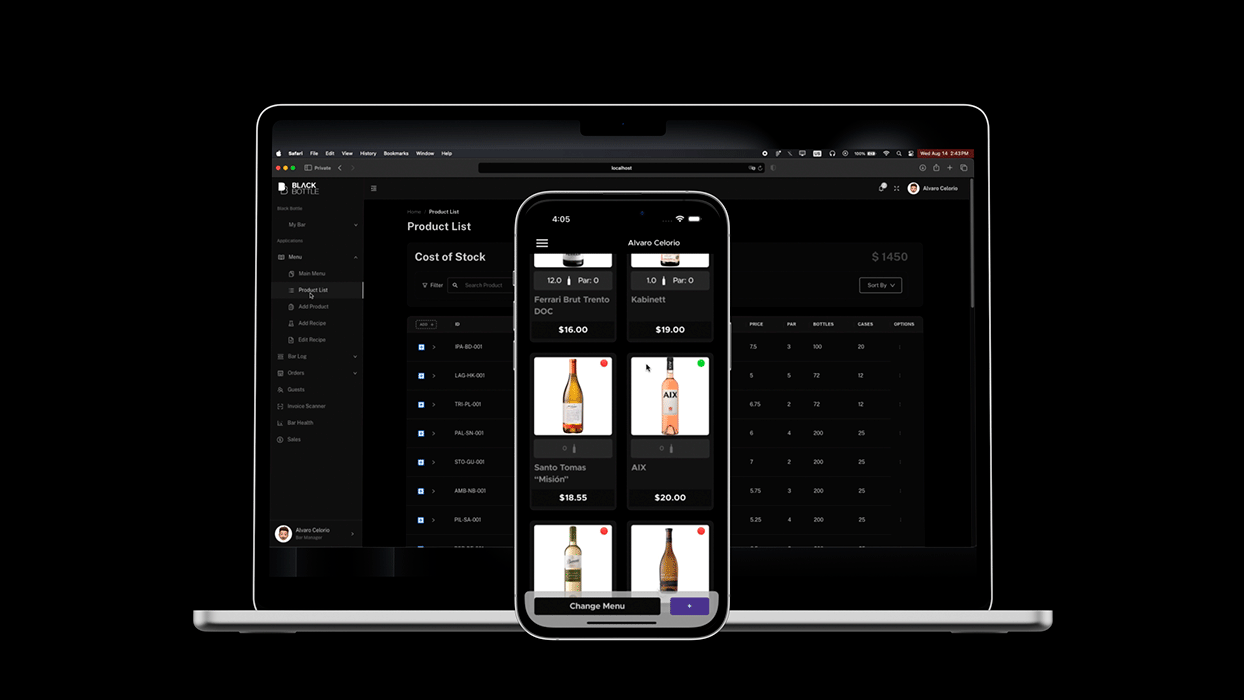 Safari File Edit View History Bookmarks Window Help
100% Wed Aug 14 2:43PM
Private
localhost
BLACK
BOTTLE
Alvaro Celorio
Black Bottle
My Bar
Applications
Menu
Main Menu
Product List
Add Product
Add Recipe
Edit Recipe
Bar Log
Orders
Guests
Invoice Scanner
Bar Health
Sales
Alvaro Celorio
Bar Manager
Home / Product List
Product List
Cost of Stock
$ 1450
Filter Search Product
Sort By
ID PRICE PAR BOTTLES CASES OPTIONS
IPA-BD-001 7.5 3 100 20
LAG-HK-001 5 5 72 12
TRI-PL-001 6.75 2 72 12
PAL-SN-001 6 4 200 25
STO-GU-001 7 2 200 25
AMB-NB-001 5.75 3 200 25
PIL-SA-001 5.25 4 200 25
4:05
Alvaro Celorio
12.0 Par: 0
Ferrari Brut Trento
DOC
$16.00
1.0 Par: 0
Kabinett
$19.00
0
Santo Tomas
“Misión”
$18.55
AIX
0
AIX
$20.00
Change Menu +